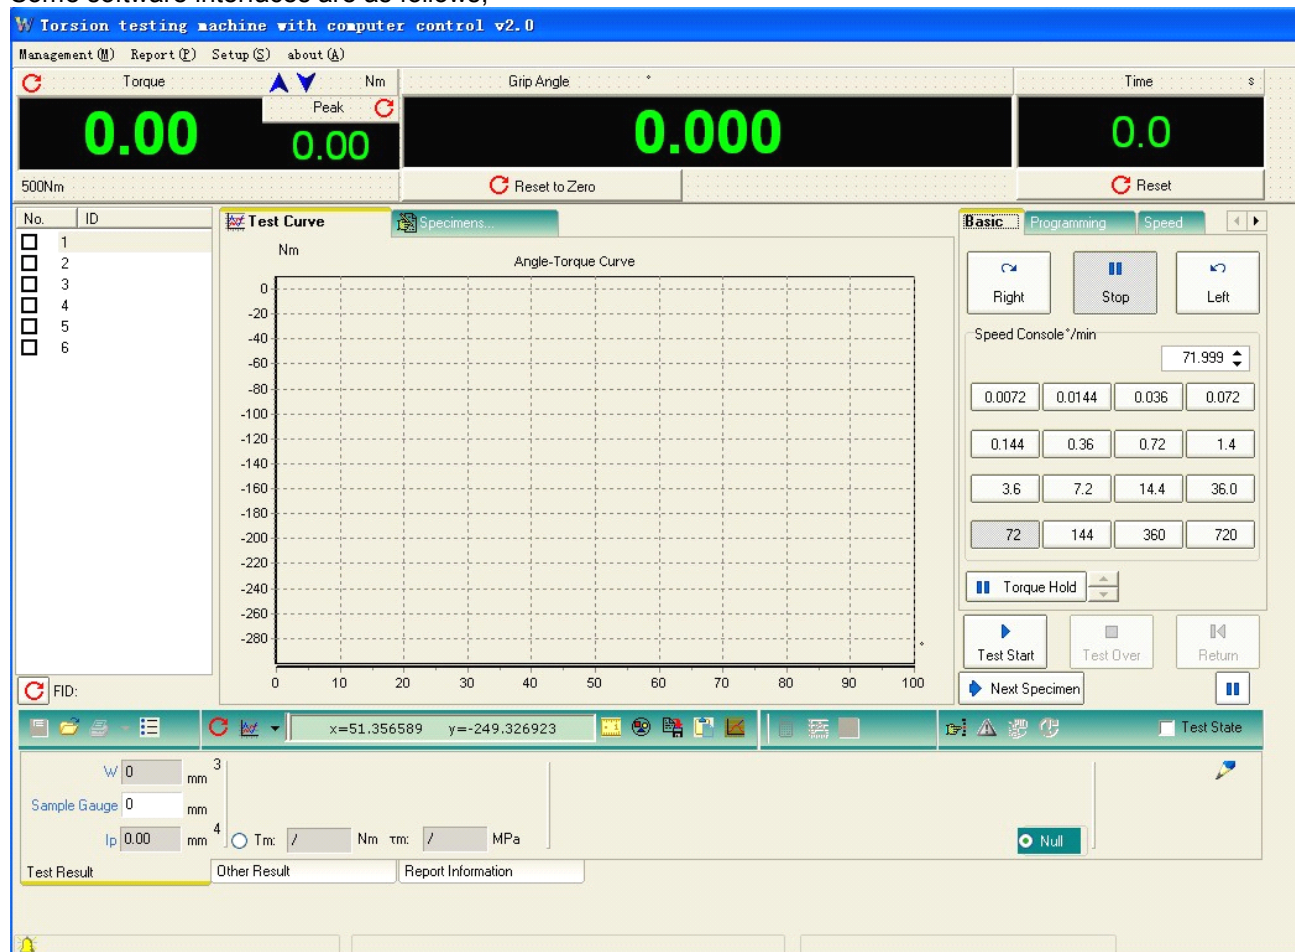 Some software interfaces are as follows,
W Torsion testing machine with computer control v2.0
Management(M) Report(P) Setup(S) about(A)
Torque Nm Grip Angle ° Time s
Peak
0.00 0.00 0.000 0.0
500Nm Reset to Zero Reset
No. ID Test Curve Specimens... Basic Programming Speed
1
2
3
4
5
6
Nm
Angle-Torque Curve
0
-20
-40
-60
-80
-100
-120
-140
-160
-180
-200
-220
-240
-260
-280
°
0 10 20 30 40 50 60 70 80 90 100
Right Stop Left
Speed Console°/min
71.999
0.0072 0.0144 0.036 0.072
0.144 0.36 0.72 1.4
3.6 7.2 14.4 36.0
72 144 360 720
Torque Hold
Test Start Test Over Return
Next Specimen
FID:
x=51.356589 y=-249.326923 Test State
W 0 mm 3
Sample Gauge 0 mm
Ip 0.00 mm 4 Tm: / Nm τm: / MPa Null
Test Result Other Result Report Information